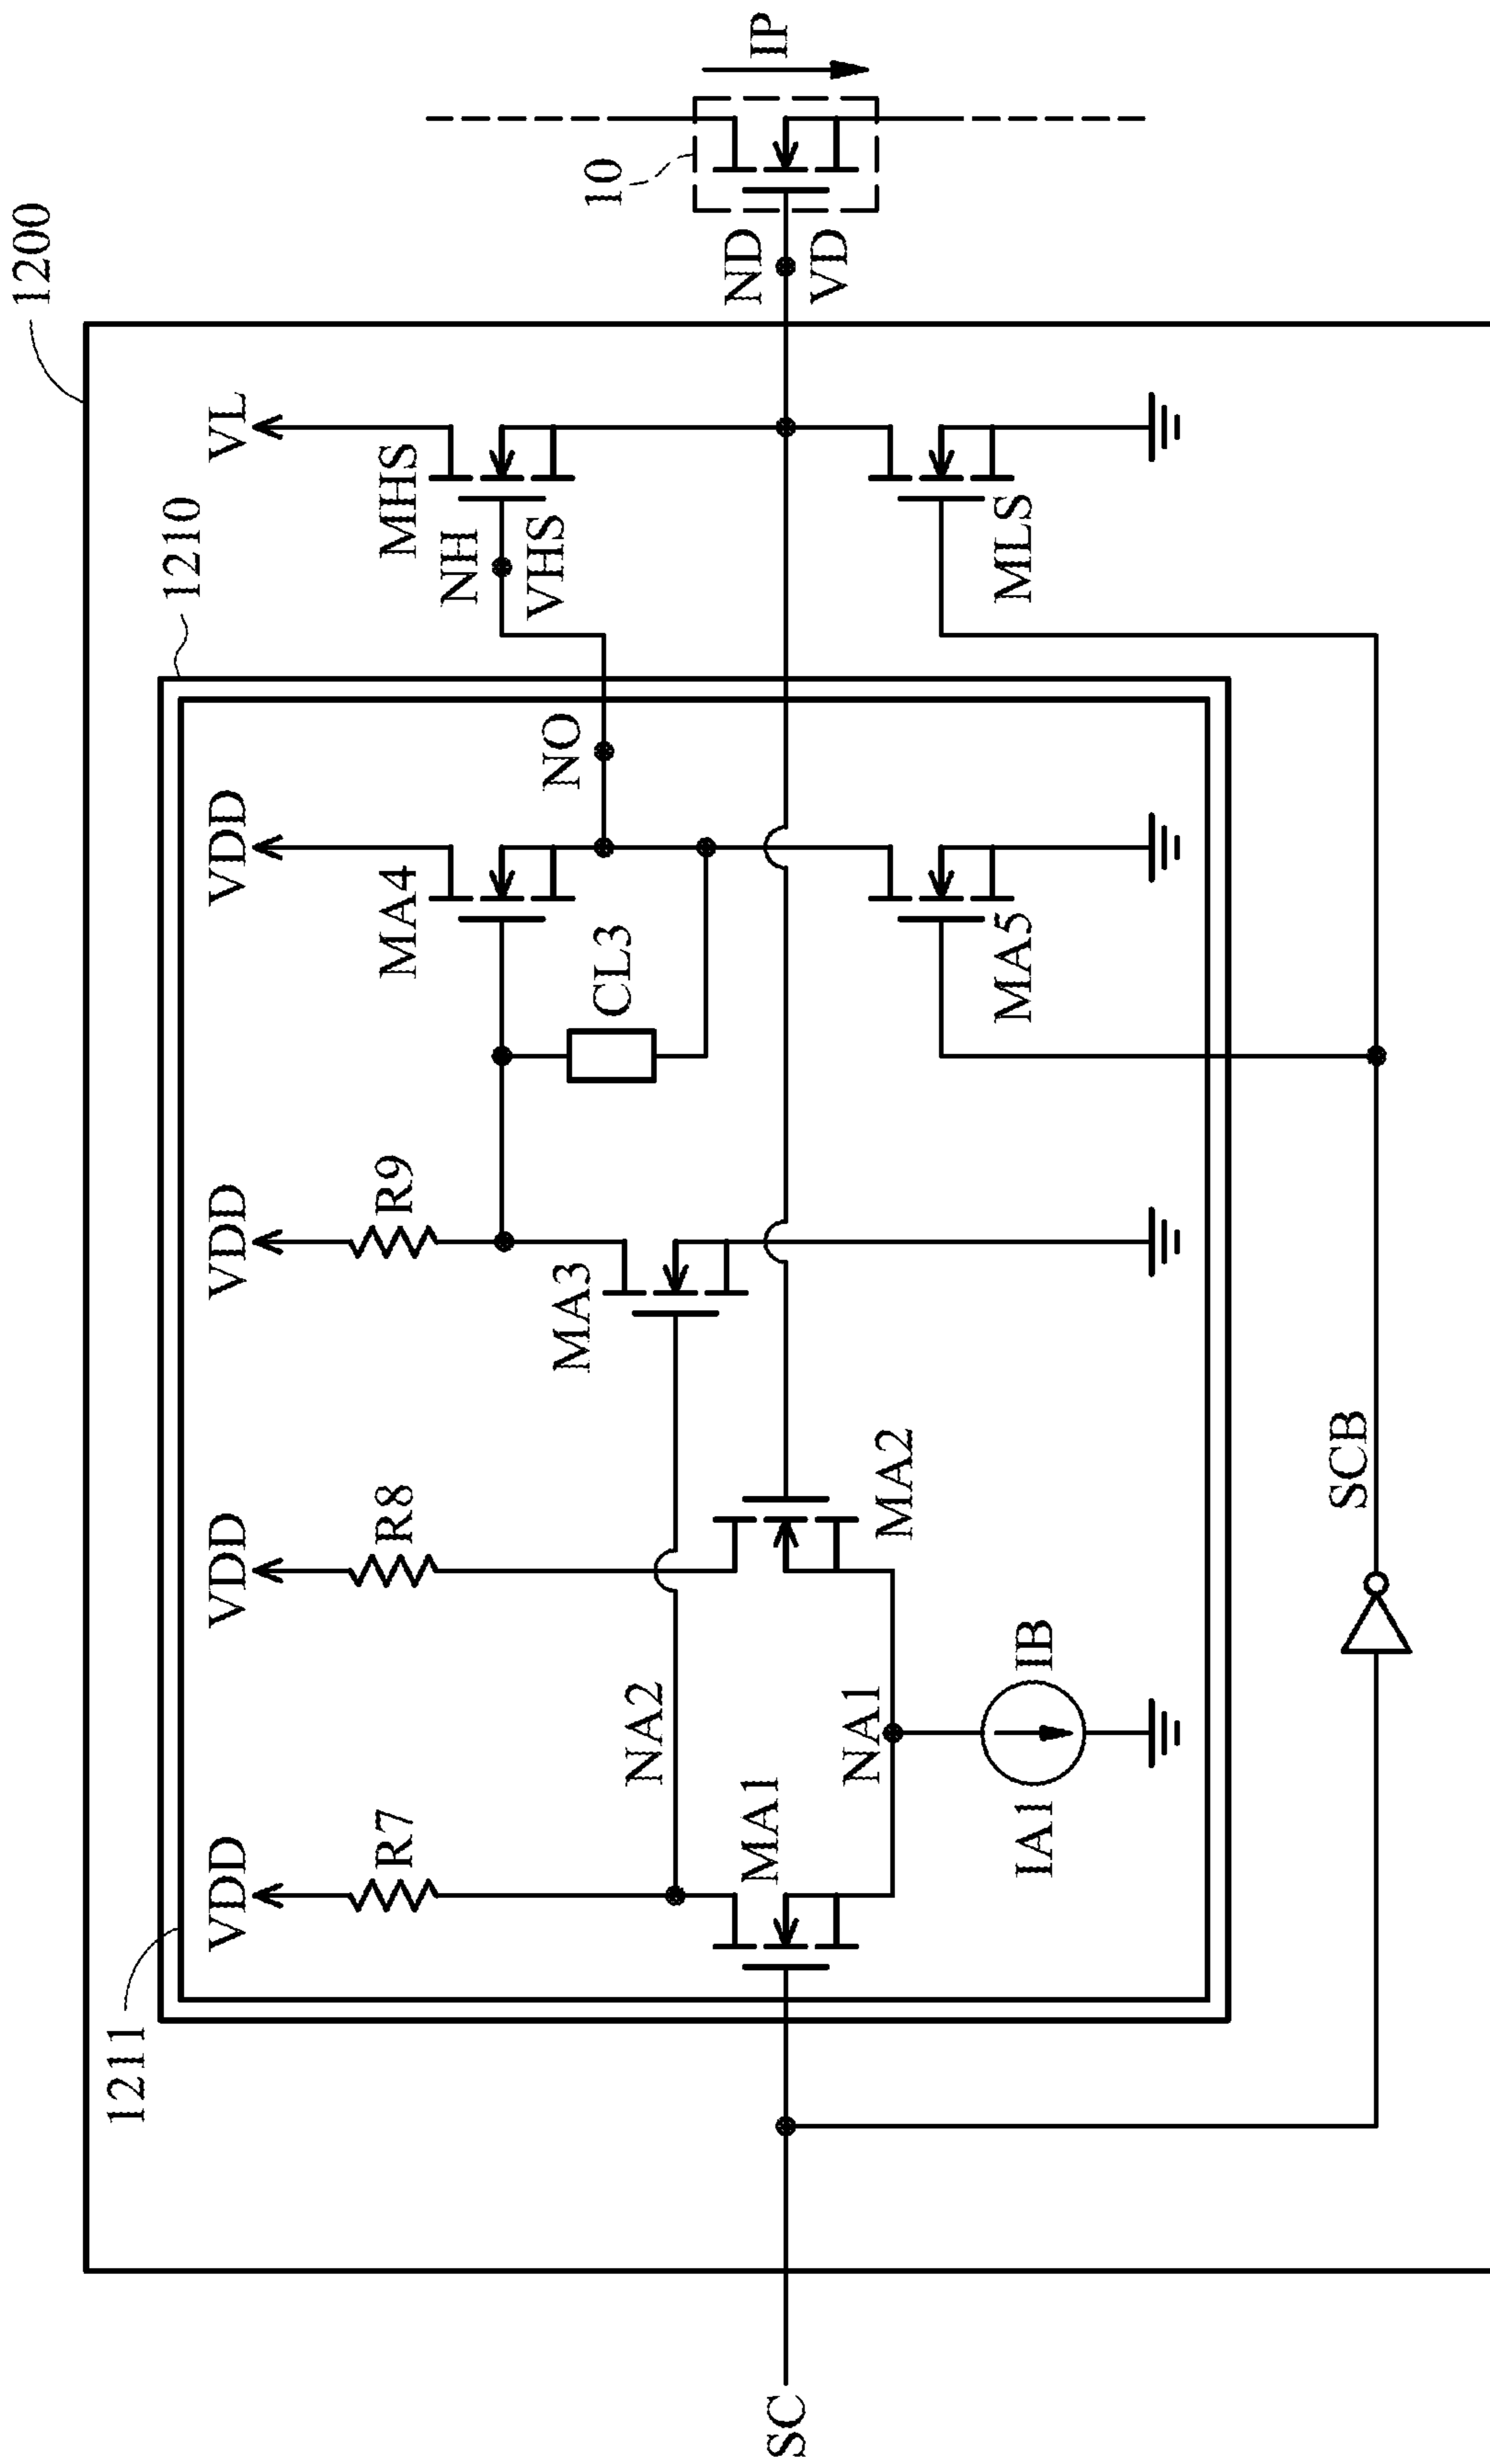 1200
1210
1211
VDD
VDD
VDD
VDD
VL
R7
R8
R9
MA4
MHS
NH
VHS
CL3
NO
NA2
MA3
10
IP
SC
MA1
MA2
ND
VD
NA1
IA1
IB
MA5
MLS
SCB